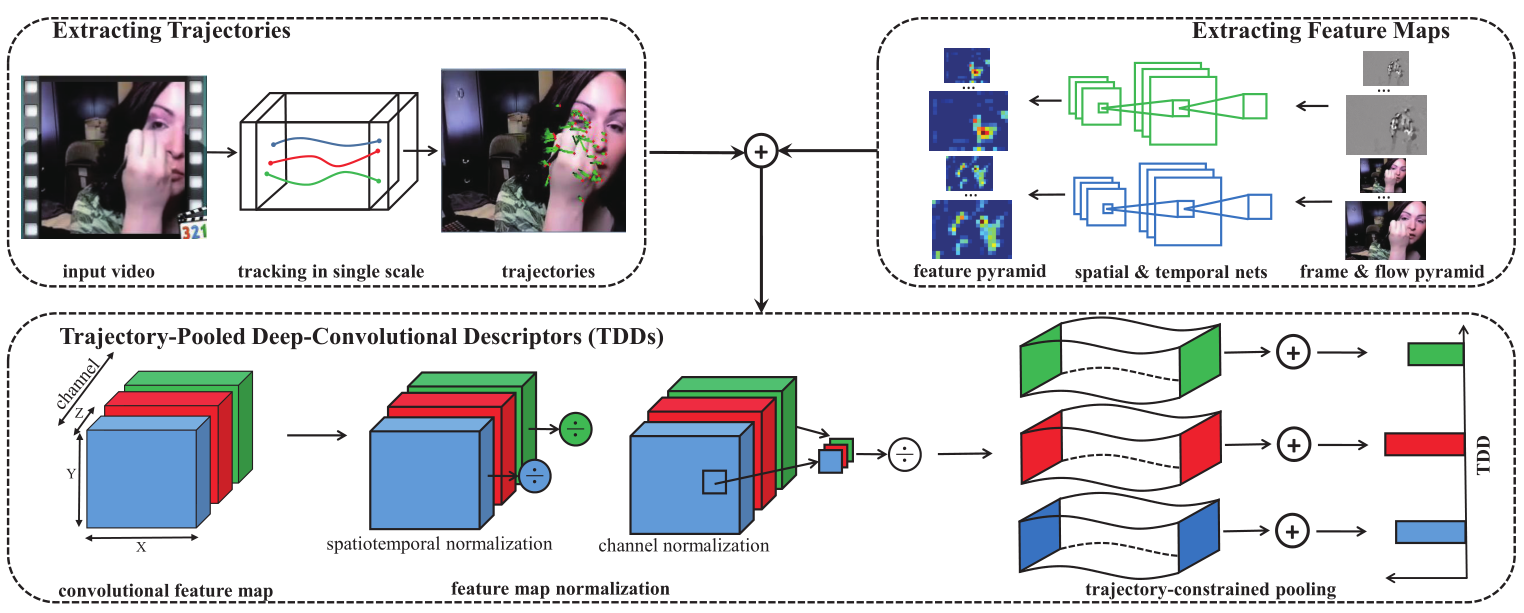 Extracting Trajectories
321
input video
tracking in single scale
trajectories
+
Extracting Feature Maps
...
...
...
...
feature pyramid
spatial & temporal nets
frame & flow pyramid
Trajectory-Pooled Deep-Convolutional Descriptors (TDDs)
channel
Z
Y
X
convolutional feature map
÷
÷
spatiotemporal normalization
÷
channel normalization
feature map normalization
+
+
+
trajectory-constrained pooling
TDD